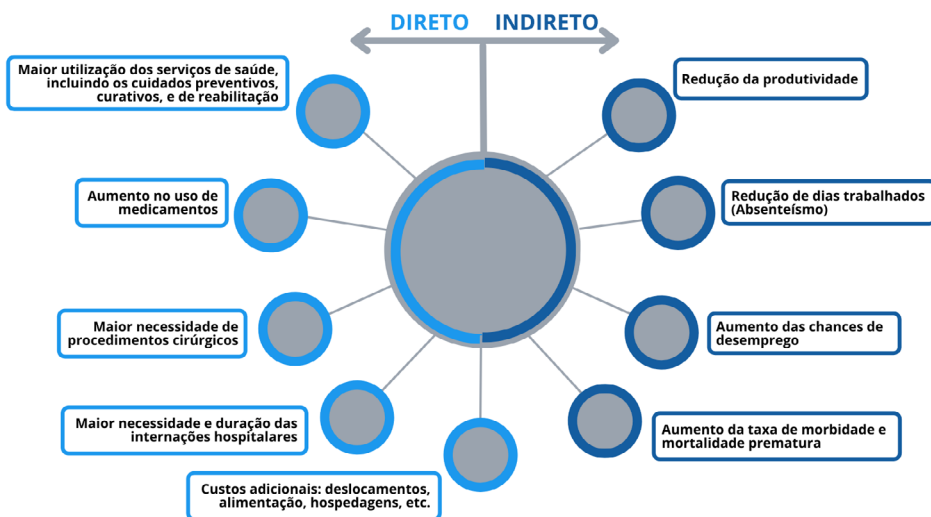 DIRETO INDIRETO
Maior utilização dos serviços de saúde,
incluindo os cuidados preventivos,
curativos, e de reabilitação
Aumento no uso de
medicamentos
Maior necessidade de
procedimentos cirúrgicos
Maior necessidade e duração das
internações hospitalares
Custos adicionais: deslocamentos,
alimentação, hospedagens, etc.
Redução da produtividade
Redução de dias trabalhados
(Absenteísmo)
Aumento das chances de
desemprego
Aumento da taxa de morbidade e
mortalidade prematura